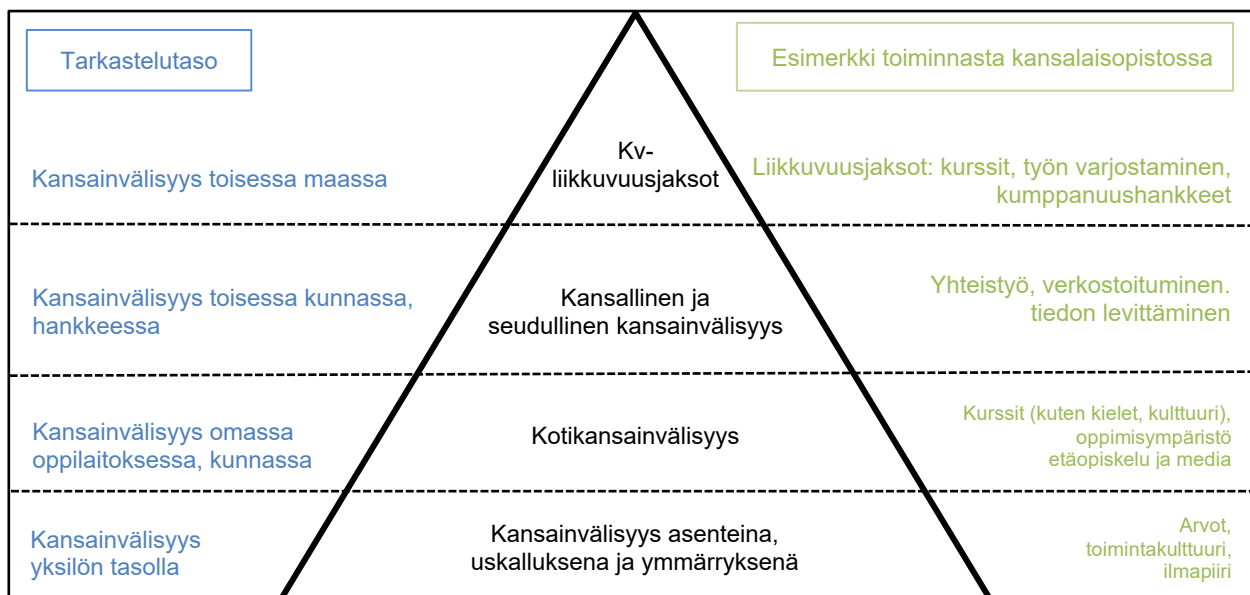 Tarkastelutaso
Esimerkki toiminnasta kansalaisopistossa
Kansainvälisyys toisessa maassa
Kv-
liikkuvuusjaksot
Liikkuvuusjaksot: kurssit, työn varjostaminen,
kumppanuushankkeet
Kansainvälisyys toisessa kunnassa,
hankkeessa
Kansallinen ja
seudullinen kansainvälisyys
Yhteistyö, verkostoituminen.
tiedon levittäminen
Kansainvälisyys omassa
oppilaitoksessa, kunnassa
Kotikansainvälisyys
Kurssit (kuten kielet, kulttuuri),
oppimisympäristö
etäopiskelu ja media
Kansainvälisyys
yksilön tasolla
Kansainvälisyys asenteina,
uskalluksena ja ymmärryksenä
Arvot,
toimintakulttuuri,
ilmapiiri